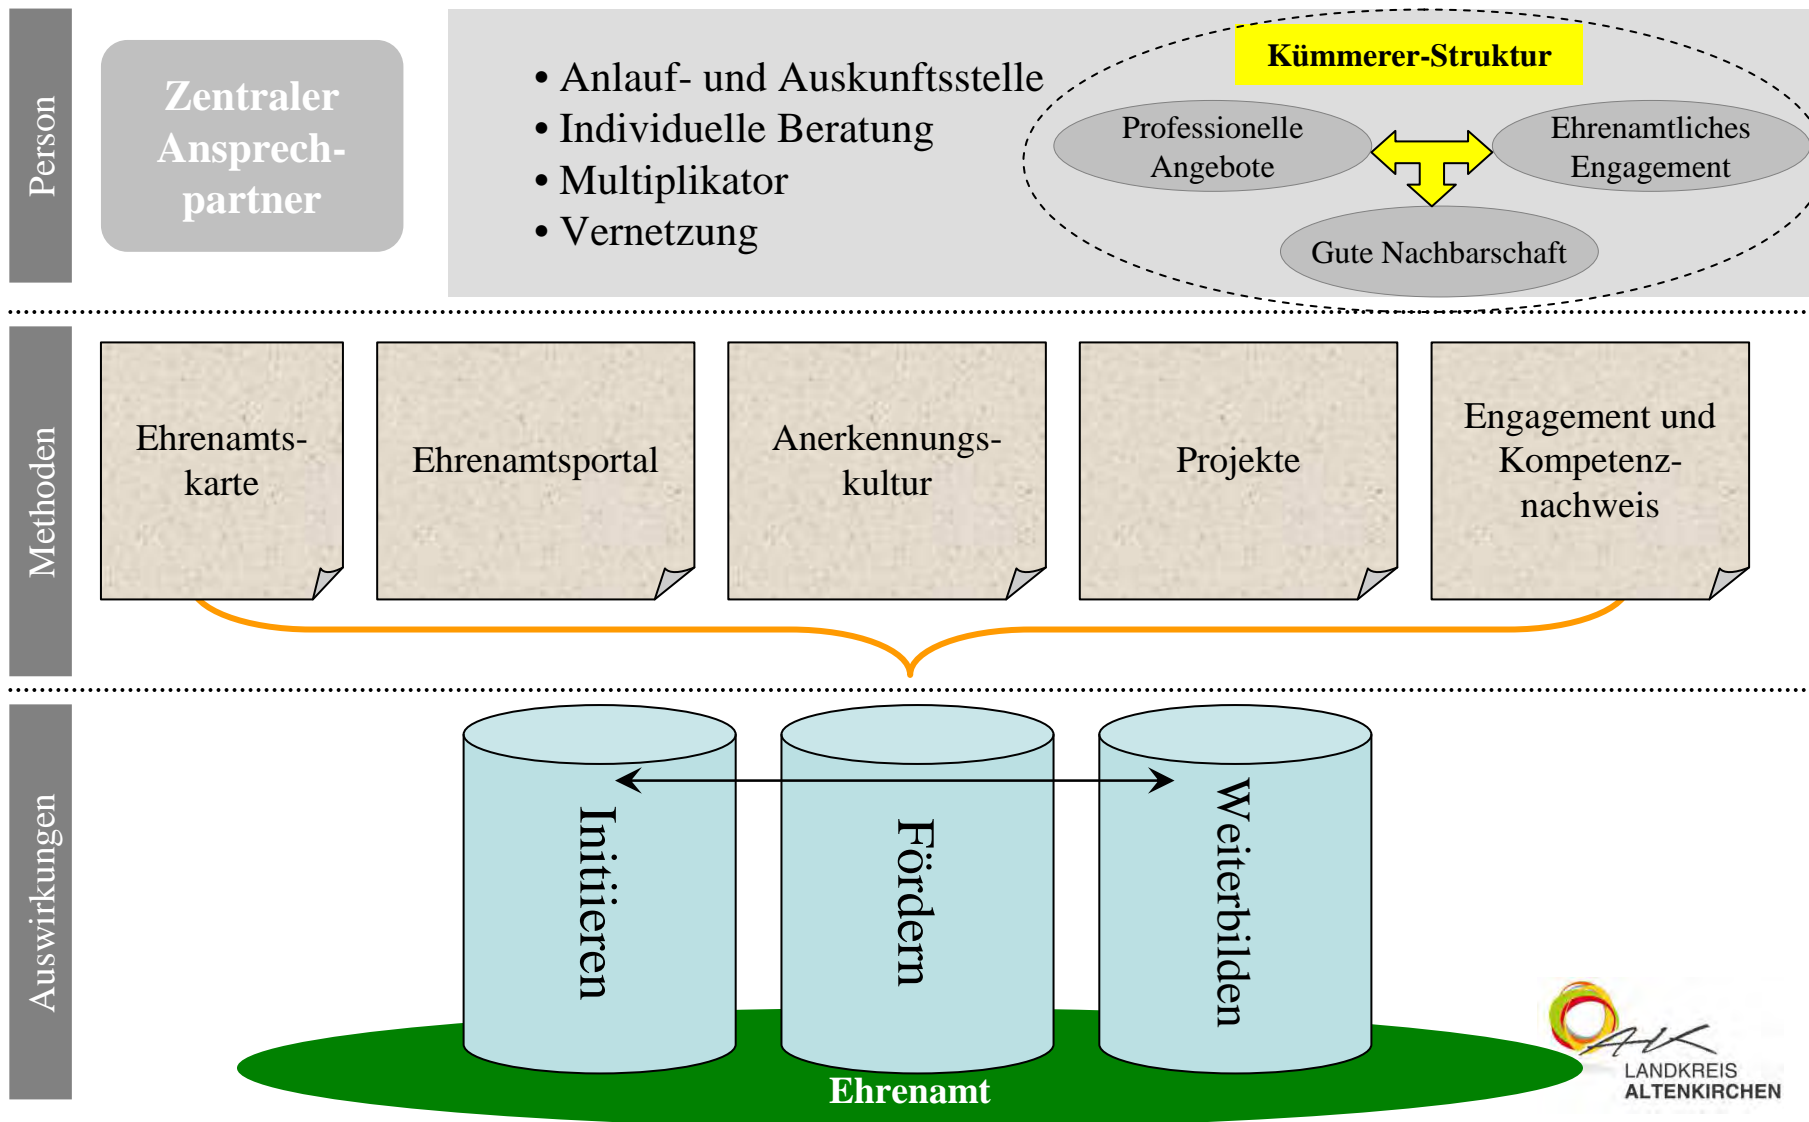 Person
Zentraler
Ansprech-
partner
• Anlauf- und Auskunftsstelle
• Individuelle Beratung
• Multiplikator
• Vernetzung
Kümmerer-Struktur
Professionelle
Angebote
Ehrenamtliches
Engagement
Gute Nachbarschaft
Methoden
Ehrenamts-
karte
Ehrenamtsportal
Anerkennungs-
kultur
Projekte
Engagement und
Kompetenz-
nachweis
Auswirkungen
Initiieren
Fördern
Weiterbilden
Ehrenamt
AK
LANDKREIS
ALTENKIRCHEN